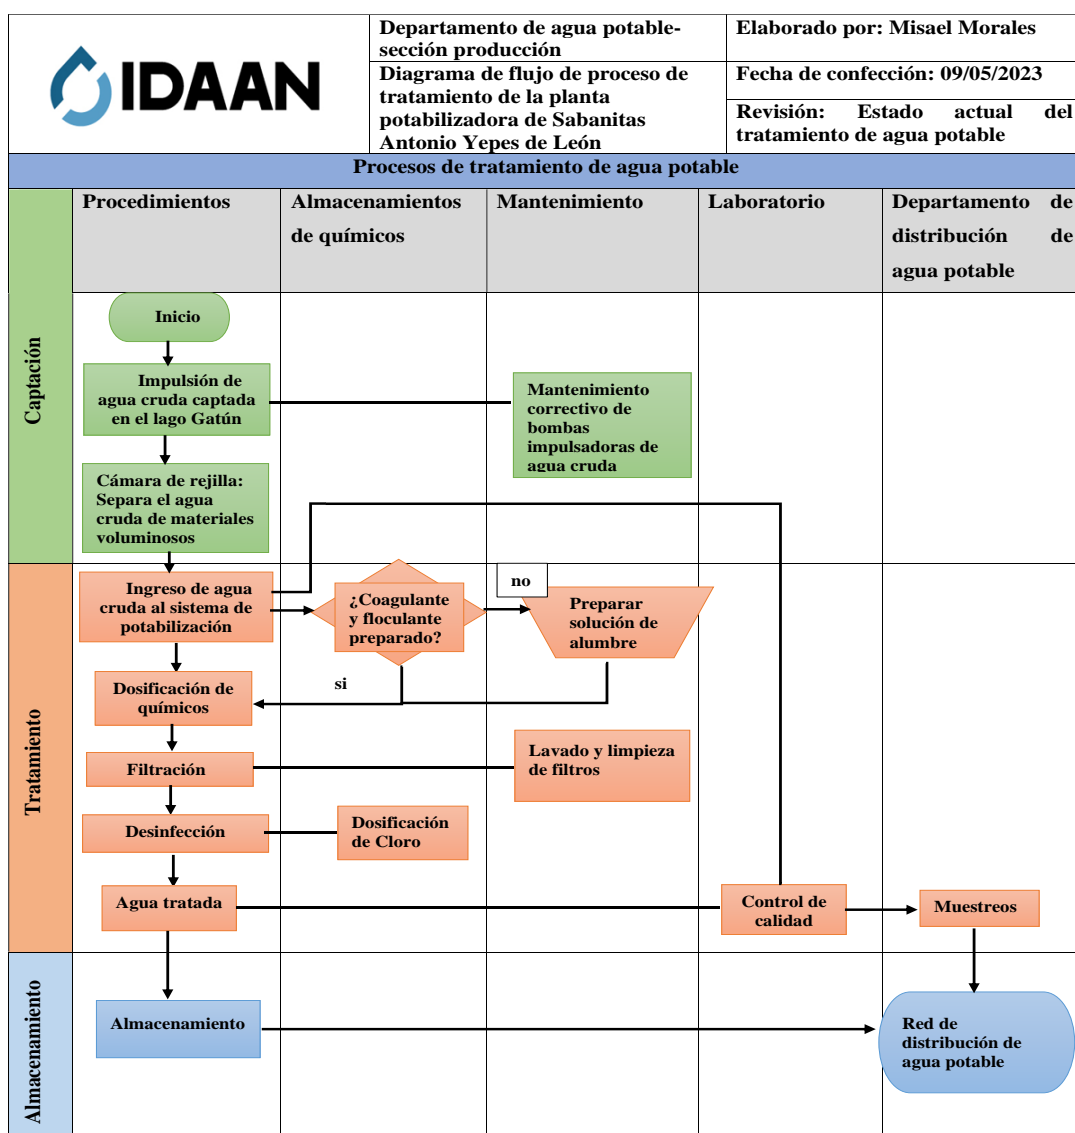 IDAAN
Departamento de agua potable-
sección producción
Elaborado por: Misael Morales
Diagrama de flujo de proceso de
tratamiento de la planta
potabilizadora de Sabanitas
Antonio Yepes de León
Fecha de confección: 09/05/2023
Revisión: Estado actual del
tratamiento de agua potable
Procesos de tratamiento de agua potable
Procedimientos
Almacenamientos
de químicos
Mantenimiento
Laboratorio
Departamento de
distribución de
agua potable
Captación
Inicio
Impulsión de
agua cruda captada
en el lago Gatún
Mantenimiento
correctivo de
bombas
impulsadoras de
agua cruda
Cámara de rejilla:
Separa el agua
cruda de materiales
voluminosos
Tratamiento
Ingreso de agua
cruda al sistema de
potabilización
¿Coagulante
y floculante
preparado?
no
Preparar
solución de
alumbre
si
Dosificación de
químicos
Filtración
Lavado y limpieza
de filtros
Desinfección
Dosificación
de Cloro
Agua tratada
Control de
calidad
Muestreos
Almacenamiento
Almacenamiento
Red de
distribución de
agua potable